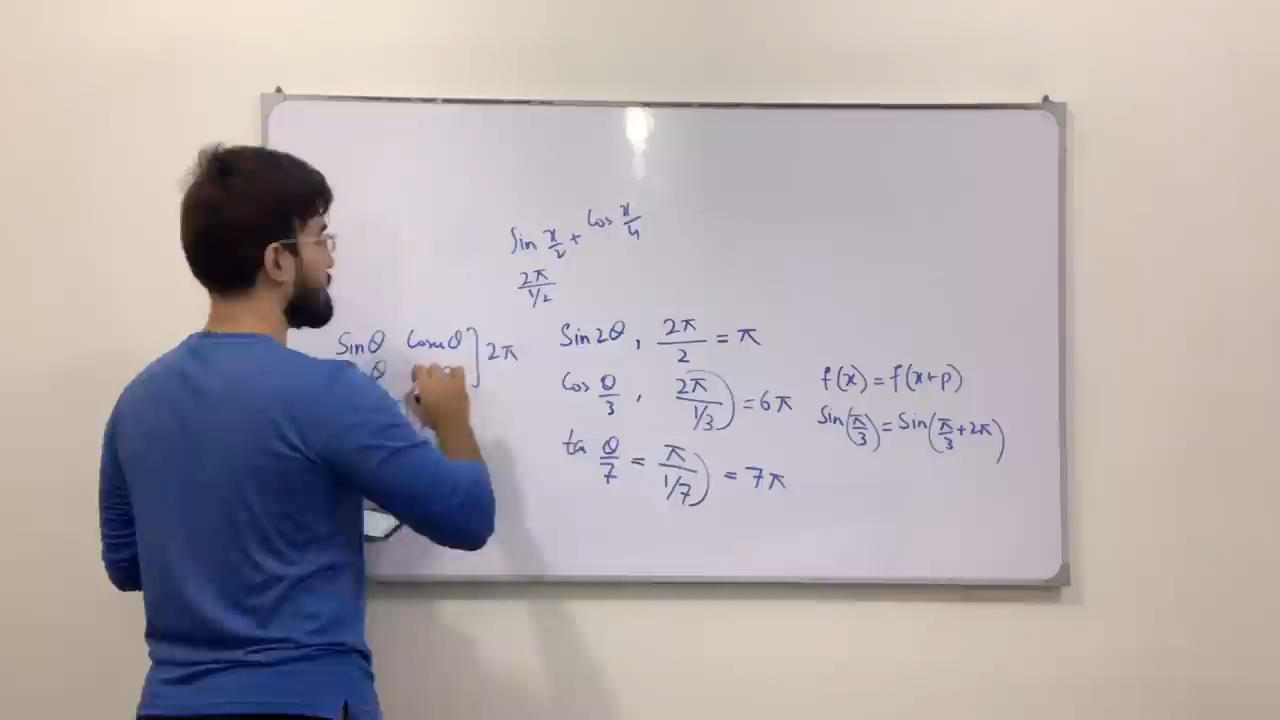 Sin x/2 + Cos x/4
2π/1/2
Sinθ Cosecθ ] 2π
θ
Sin2θ, 2π/2 = π
Cos θ/3, 2π/1/3) = 6π
ta θ/7 = π/1/7) = 7π
f(x) = f(x+p)
Sin(π/3) = Sin(π/3 + 2π)